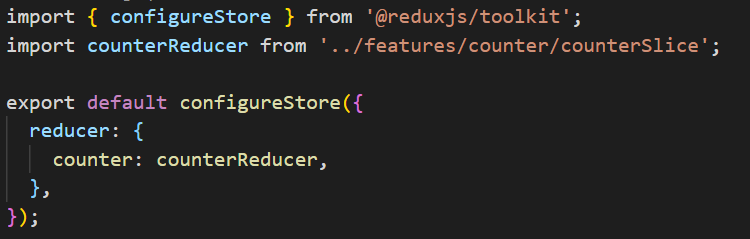 import { configureStore } from '@reduxjs/toolkit';
import counterReducer from '../features/counter/counterSlice';

export default configureStore({
  reducer: {
    counter: counterReducer,
  },
});